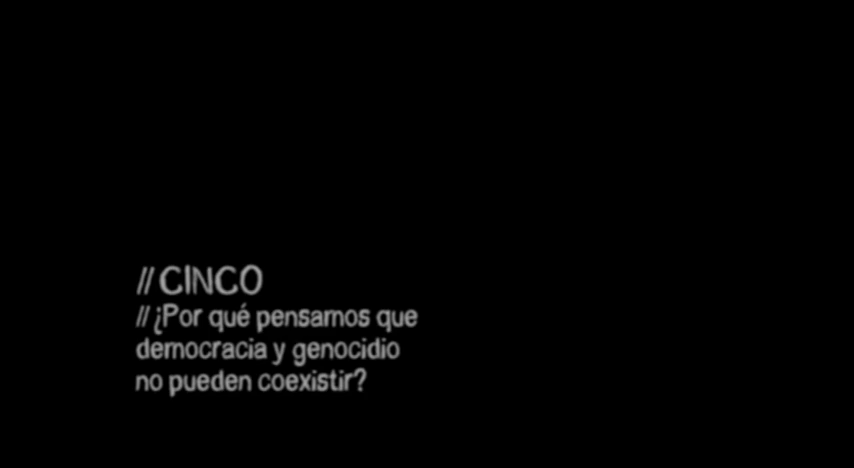 // CINCO
// ¿Por qué pensamos que
democracia y genocidio
no pueden coexistir?